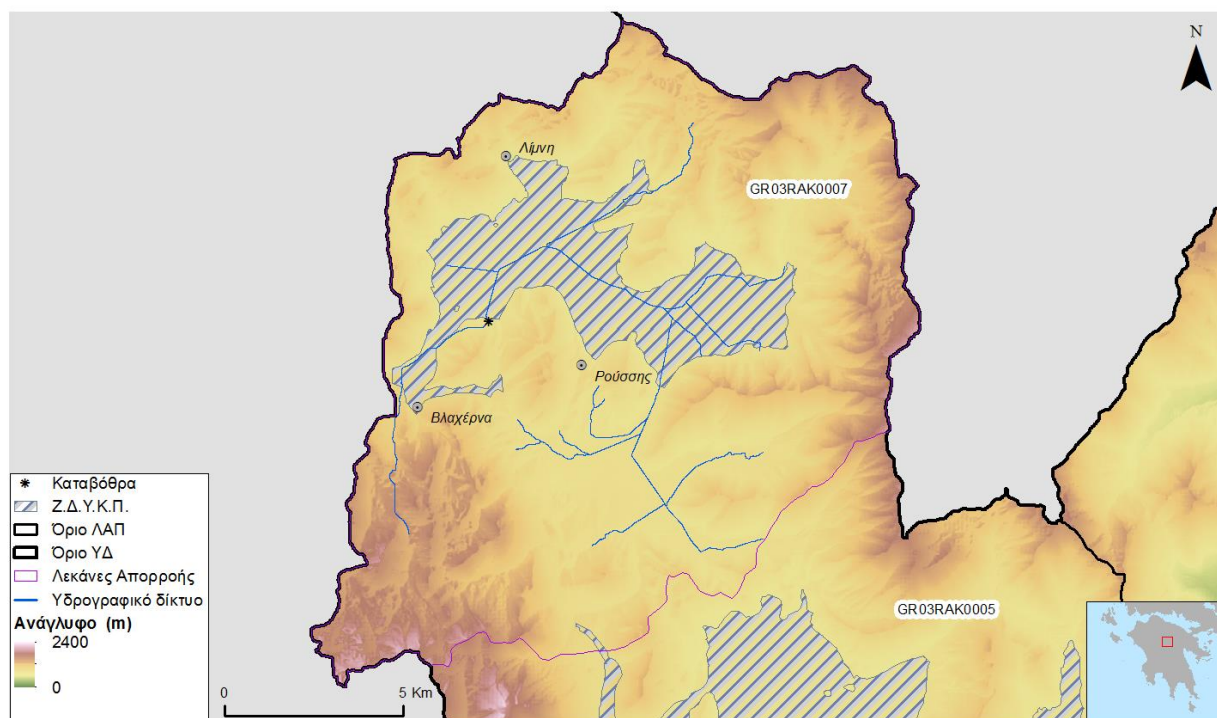 N
Λίμνη
GR03RAK0007
Ρούσσης
Βλαχέρνα
GR03RAK0005
Καταβόθρα
Ζ.Δ.Υ.Κ.Π.
Όριο ΛΑΠ
Όριο ΥΔ
Λεκάνες Απορροής
Υδρογραφικό δίκτυο
Ανάγλυφο (m)
2400
0
0 5 Km